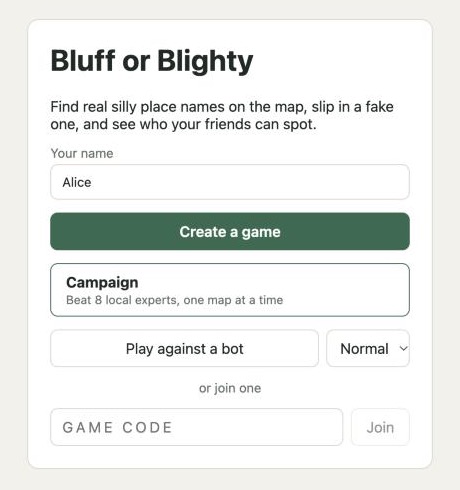 Bluff or Blighty
Find real silly place names on the map, slip in a fake
one, and see who your friends can spot.
Your name
Alice
Create a game
Campaign
Beat 8 local experts, one map at a time
Play against a bot
Normal
or join one
GAME CODE
Join